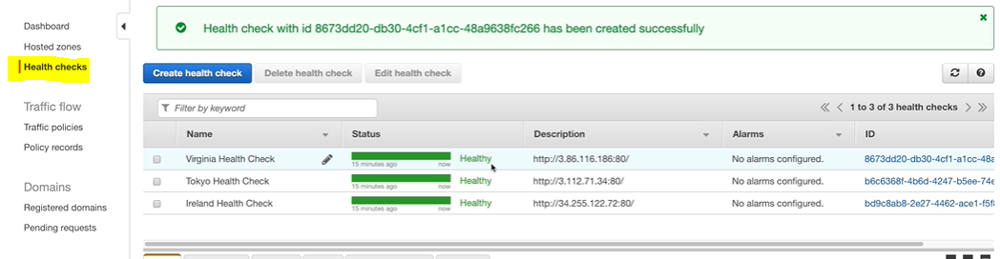 Dashboard
Hosted zones
Health checks
Traffic flow
Traffic policies
Policy records
Domains
Registered domains
Pending requests
Health check with id 8673dd20-db30-4cf1-a1cc-48a9638fc266 has been created successfully
Create health check Delete health check Edit health check
Filter by keyword 1 to 3 of 3 health checks
Name Status Description Alarms ID
Virginia Health Check 15 minutes ago now Healthy http://3.86.116.186:80/ No alarms configured. 8673dd20-db30-4cf1-a1cc-48a
Tokyo Health Check 15 minutes ago now Healthy http://3.112.71.34:80/ No alarms configured. b6c6368f-4b6d-4247-b5ee-74e
Ireland Health Check 15 minutes ago now Healthy http://34.255.122.72:80/ No alarms configured. bd9c8ab8-2e27-4462-ace1-f5f